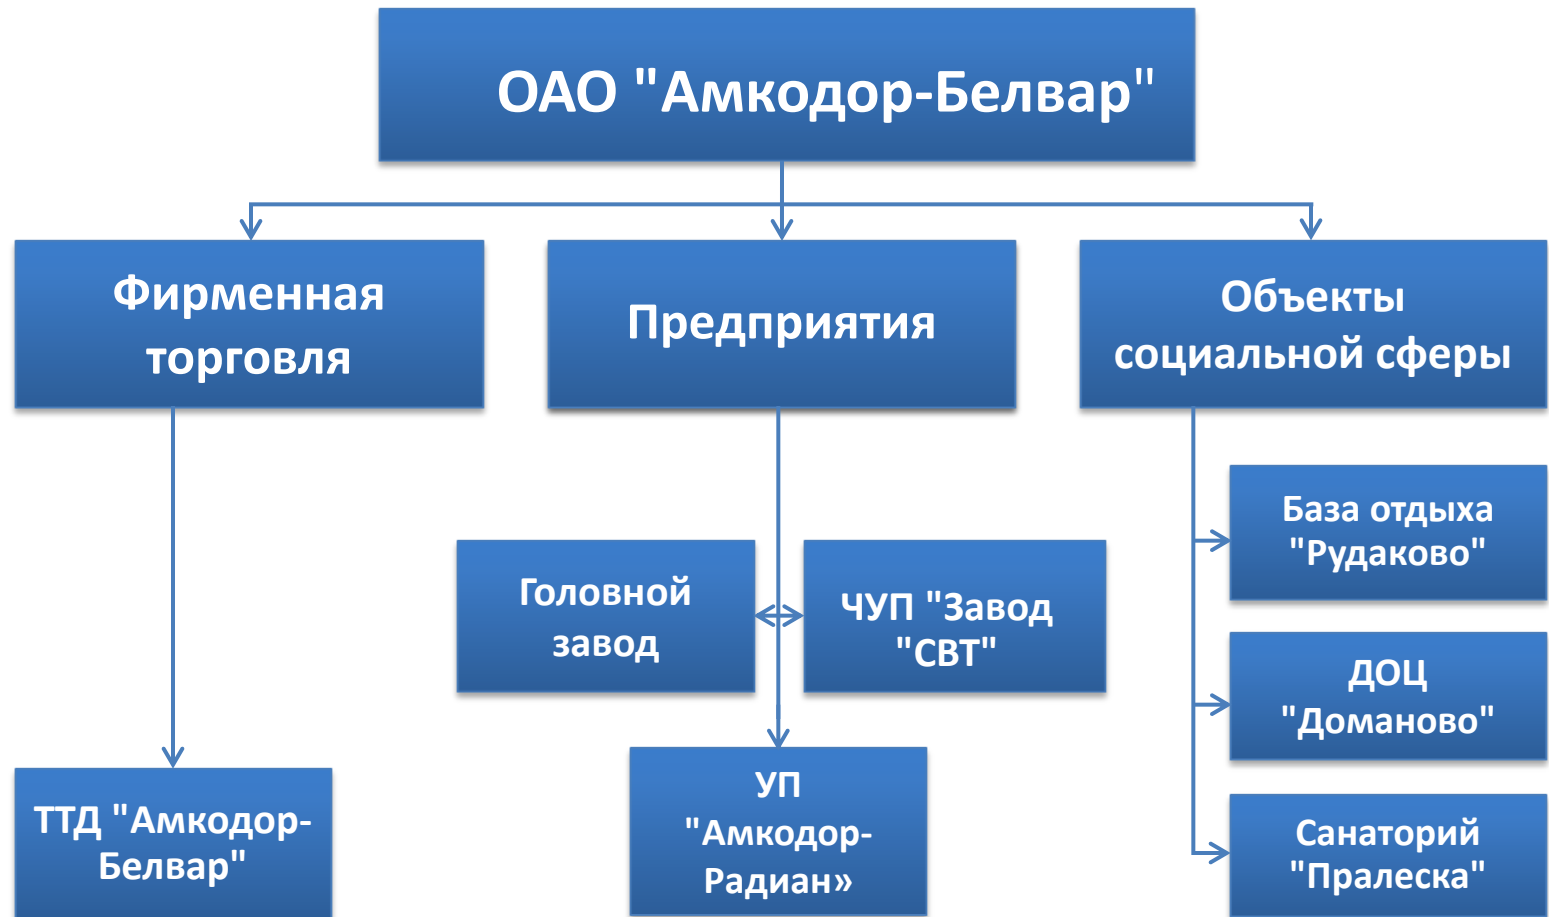 ОАО "Амкодор-Белвар"
Фирменная
торговля
Предприятия
Объекты
социальной сферы
База отдыха
"Рудаково"
Головной
завод
ЧУП "Завод
"СВТ"
ДОЦ
"Доманово"
ТТД "Амкодор-
Белвар"
УП
"Амкодор-
Радиан»
Санаторий
"Пралеска"